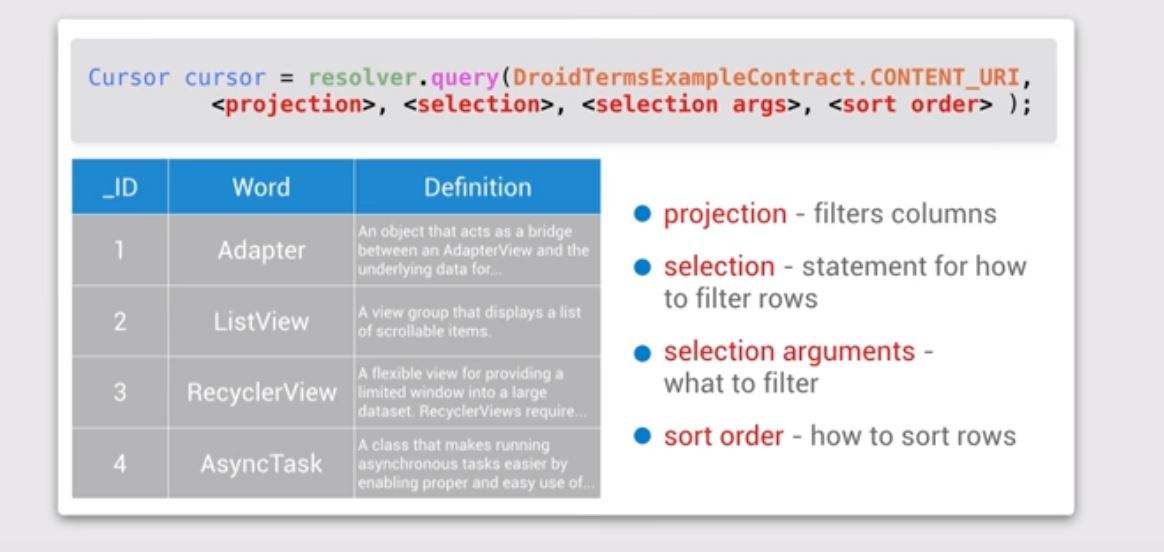 Cursor cursor = resolver.query(DroidTermsExampleContract.CONTENT_URI,
<projection>, <selection>, <selection args>, <sort order> );
_ID Word Definition
1 Adapter An object that acts as a bridge
between an AdapterView and the
underlying data for...
2 ListView A view group that displays a list
of scrollable items.
3 RecyclerView A flexible view for providing a
limited window into a large
dataset. RecyclerViews require...
4 AsyncTask A class that makes running
asynchronous tasks easier by
enabling proper and easy use of...
projection - filters columns
selection - statement for how
to filter rows
selection arguments -
what to filter
sort order - how to sort rows